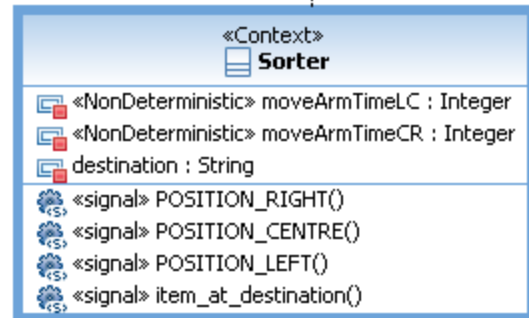 «Context»
Sorter
«NonDeterministic» moveArmTimeLC : Integer
«NonDeterministic» moveArmTimeCR : Integer
destination : String
«signal» POSITION_RIGHT()
«signal» POSITION_CENTRE()
«signal» POSITION_LEFT()
«signal» item_at_destination()